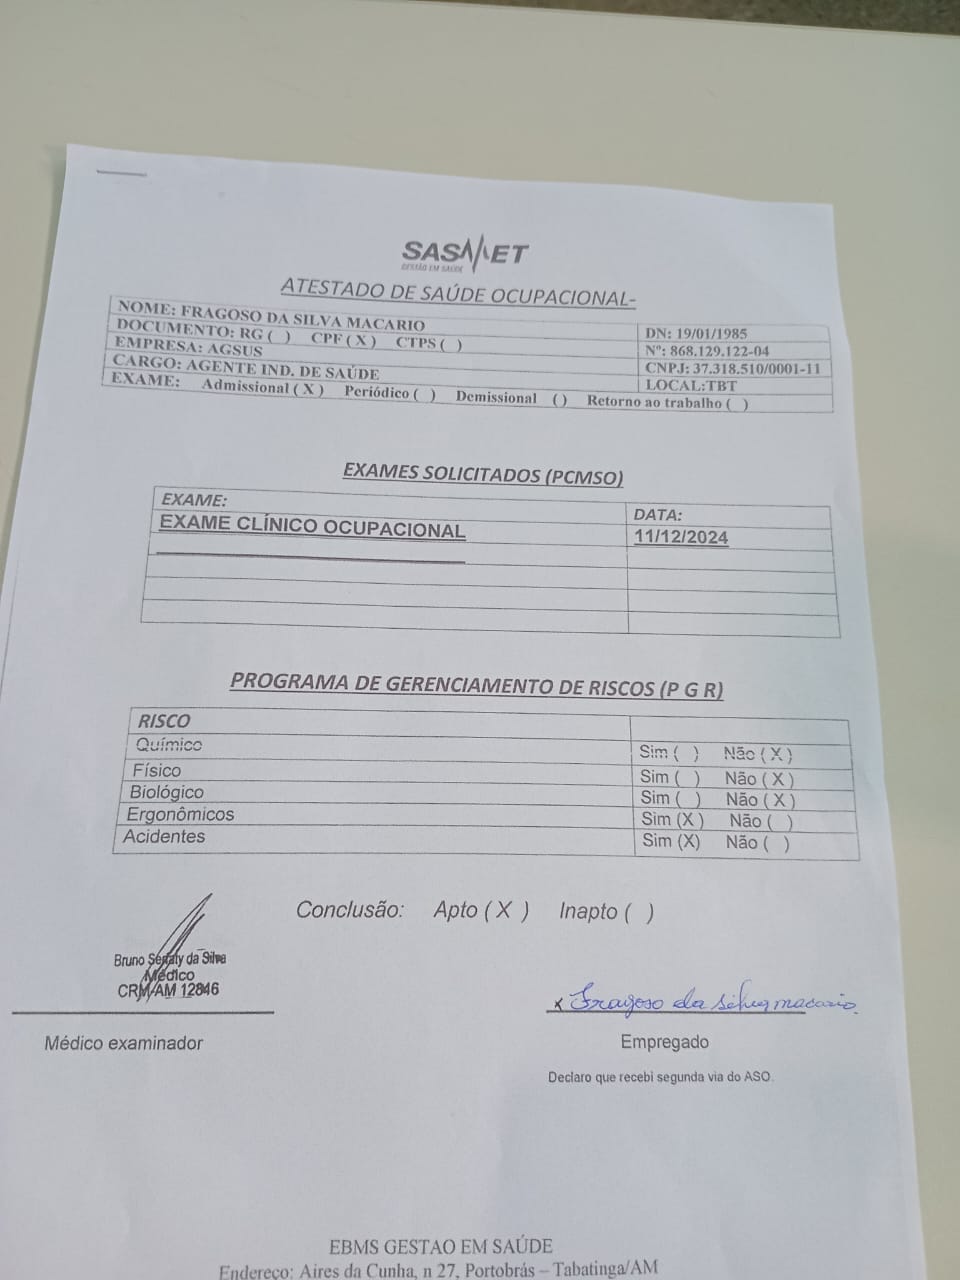 SASMET
GESTÃO EM SAÚDE
ATESTADO DE SAÚDE OCUPACIONAL-
NOME: FRAGOSO DA SILVA MACARIO DN: 19/01/1985
DOCUMENTO: RG ( ) CPF ( X ) CTPS ( ) Nº: 868.129.122-04
EMPRESA: AGSUS CNPJ: 37.318.510/0001-11
CARGO: AGENTE IND. DE SAÚDE LOCAL:TBT
EXAME: Admissional ( X ) Periódico ( ) Demissional ( ) Retorno ao trabalho ( )
EXAMES SOLICITADOS (PCMSO)
EXAME: DATA:
EXAME CLÍNICO OCUPACIONAL 11/12/2024
PROGRAMA DE GERENCIAMENTO DE RISCOS (P G R)
RISCO
Químico Sim ( ) Não ( X )
Físico Sim ( ) Não ( X )
Biológico Sim ( ) Não ( X )
Ergonômicos Sim (X ) Não ( )
Acidentes Sim (X) Não ( )
Conclusão: Apto ( X ) Inapto ( )
Bruno Seraty da Silva
Médico
CRM/AM 12846
x Fragoso da silva macario
Médico examinador
Empregado
Declaro que recebi segunda via do ASO.
EBMS GESTAO EM SAÚDE
Endereço: Aires da Cunha, n 27, Portobrás – Tabatinga/AM